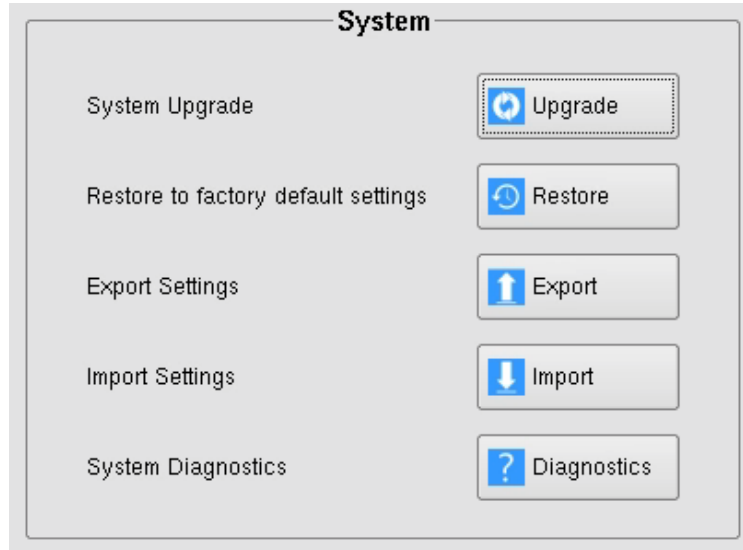 System
System Upgrade Upgrade
Restore to factory default settings Restore
Export Settings Export
Import Settings Import
System Diagnostics ? Diagnostics